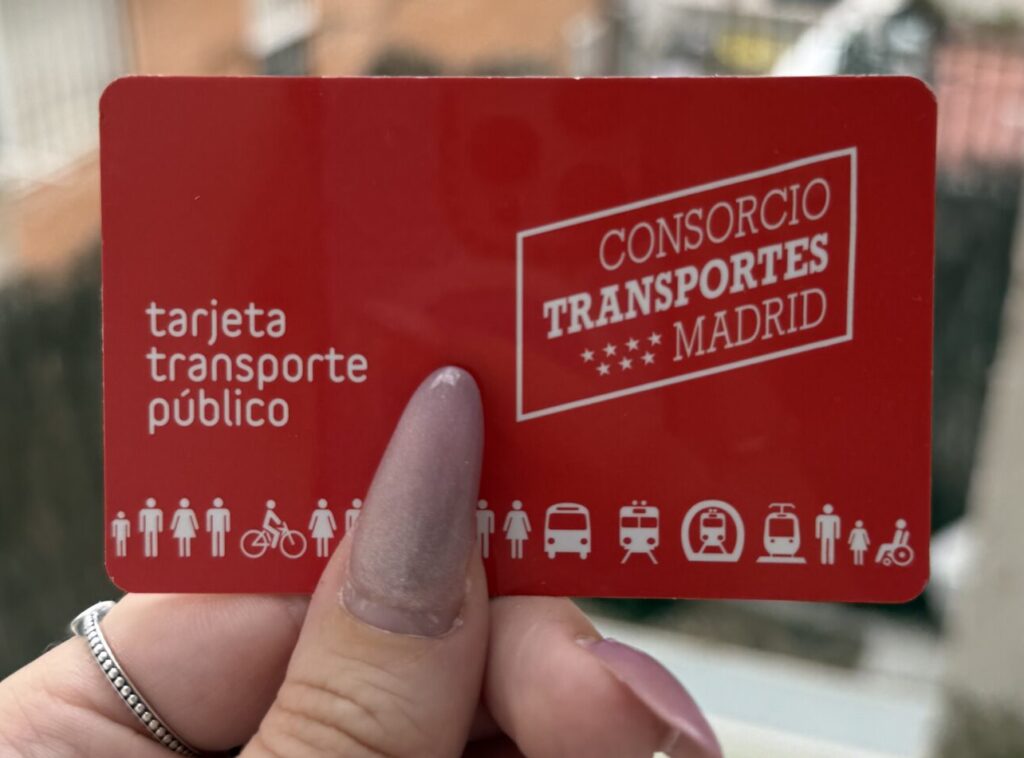 tarjeta
transporte
público
CONSORCIO
TRANSPORTES
MADRID